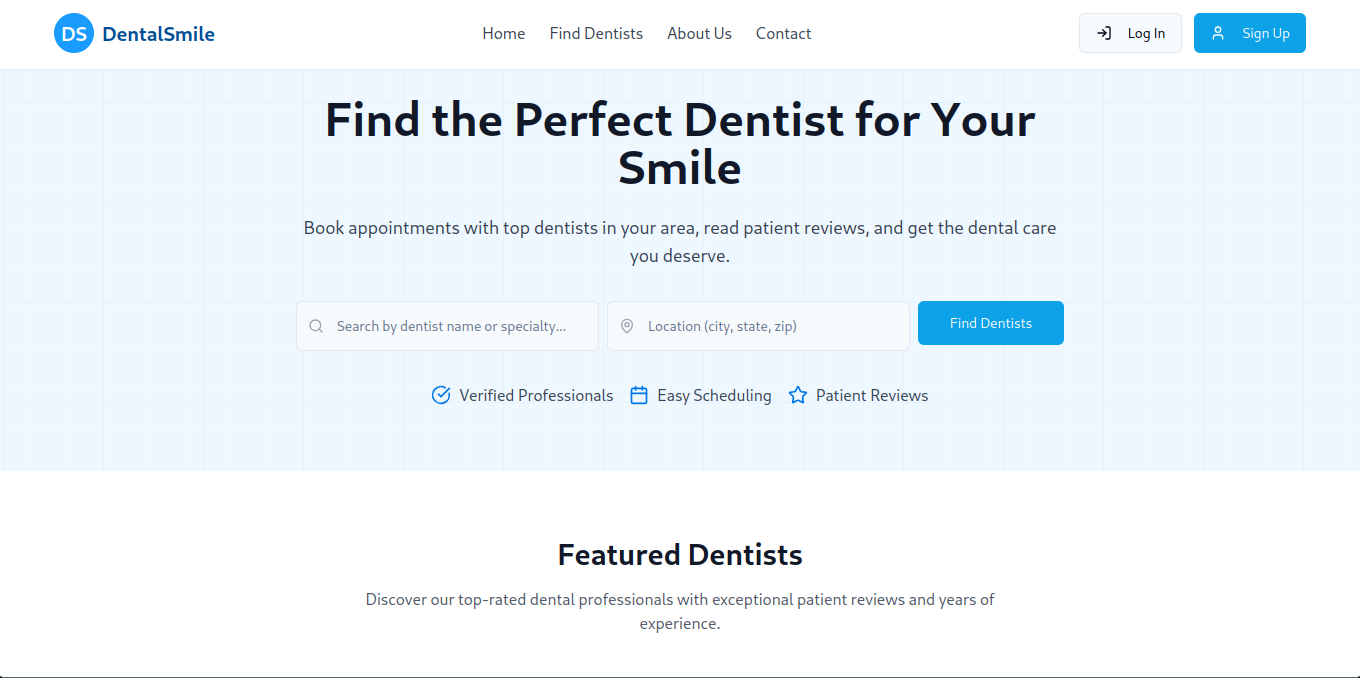 DS DentalSmile Home Find Dentists About Us Contact Log In Sign Up
Find the Perfect Dentist for Your
Smile
Book appointments with top dentists in your area, read patient reviews, and get the dental care
you deserve.
Search by dentist name or specialty... Location (city, state, zip) Find Dentists
Verified Professionals Easy Scheduling Patient Reviews
Featured Dentists
Discover our top-rated dental professionals with exceptional patient reviews and years of
experience.